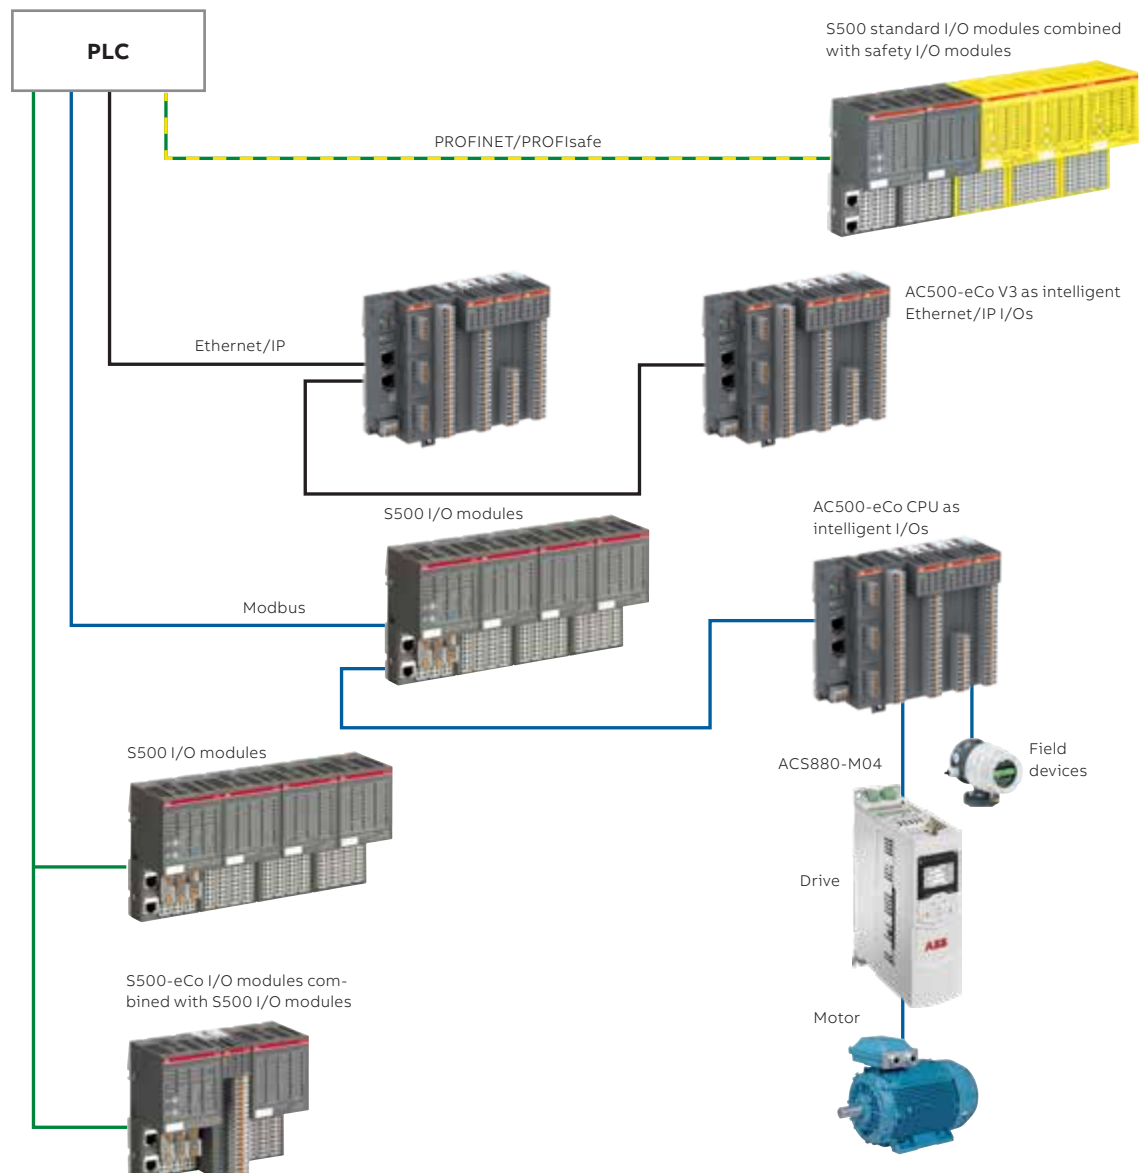 PLC
S500 standard I/O modules combined
with safety I/O modules
PROFINET/PROFIsafe
AC500-eCo V3 as intelligent
Ethernet/IP I/Os
Ethernet/IP
S500 I/O modules
AC500-eCo CPU as
intelligent I/Os
Modbus
S500 I/O modules
ACS880-M04
Field
devices
Drive
ABB
S500-eCo I/O modules com-
bined with S500 I/O modules
Motor